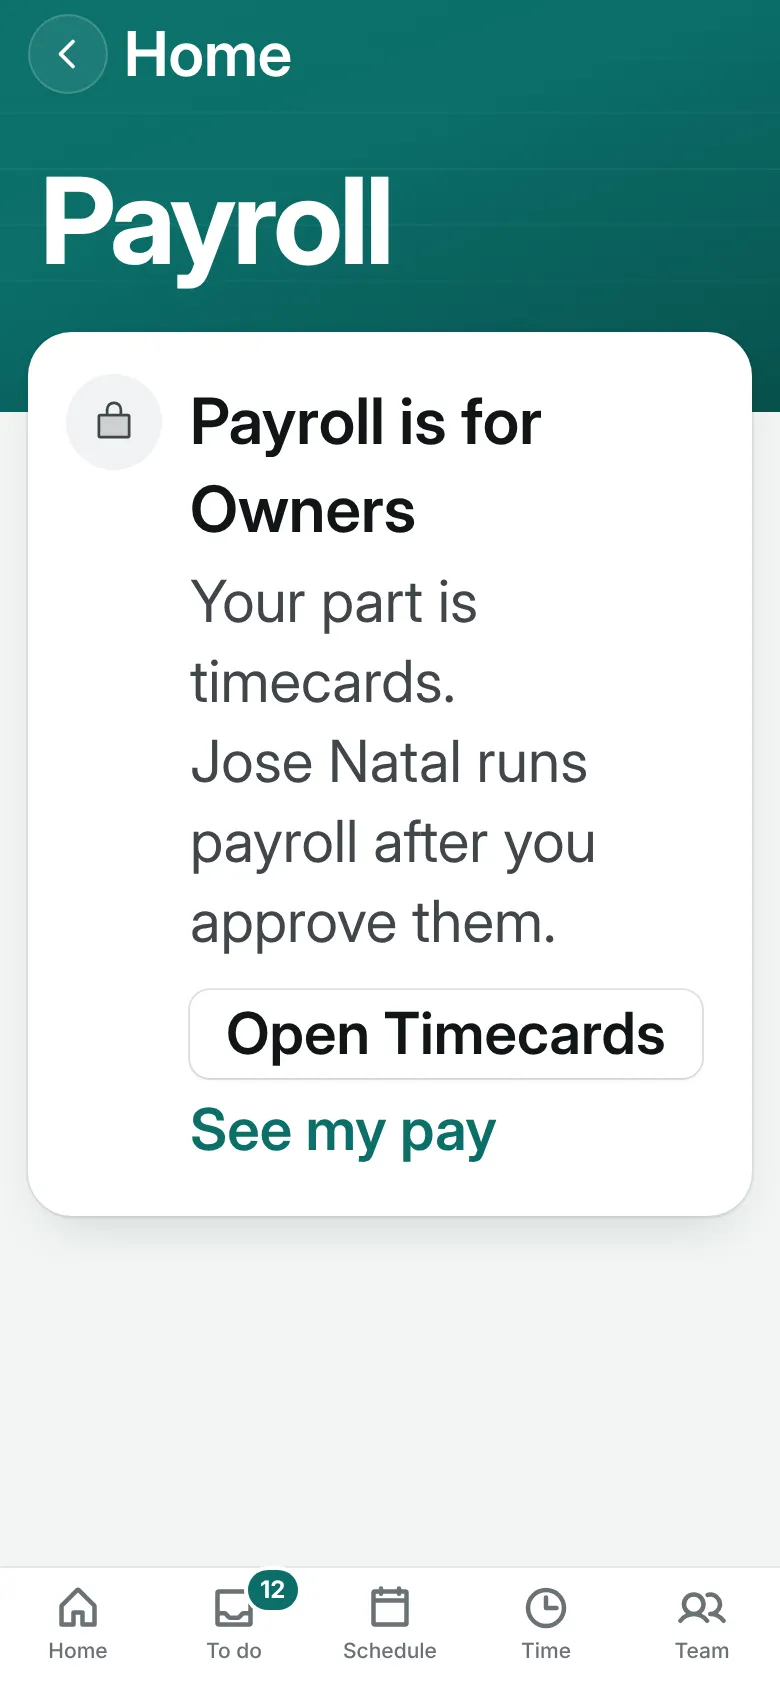 Home
Payroll
Payroll is for
Owners
Your part is
timecards.
Jose Natal runs
payroll after you
approve them.
Open Timecards
See my pay
12
Home
To do
Schedule
Time
Team